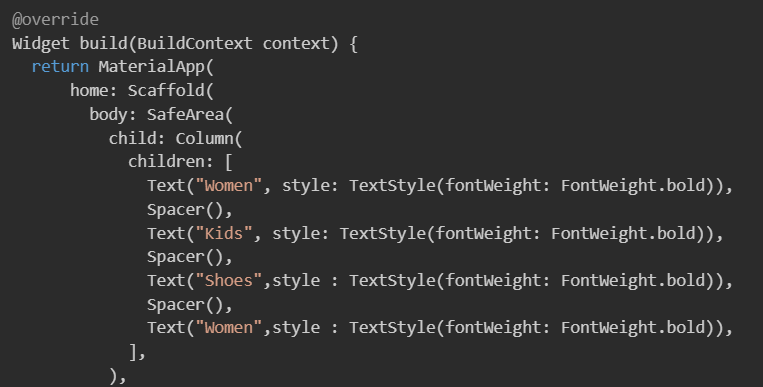 @override
Widget build(BuildContext context) {
  return MaterialApp(
      home: Scaffold(
        body: SafeArea(
          child: Column(
            children: [
              Text("Women", style: TextStyle(fontWeight: FontWeight.bold)),
              Spacer(),
              Text("Kids", style: TextStyle(fontWeight: FontWeight.bold)),
              Spacer(),
              Text("Shoes",style : TextStyle(fontWeight: FontWeight.bold)),
              Spacer(),
              Text("Women",style : TextStyle(fontWeight: FontWeight.bold)),
            ],
          ),